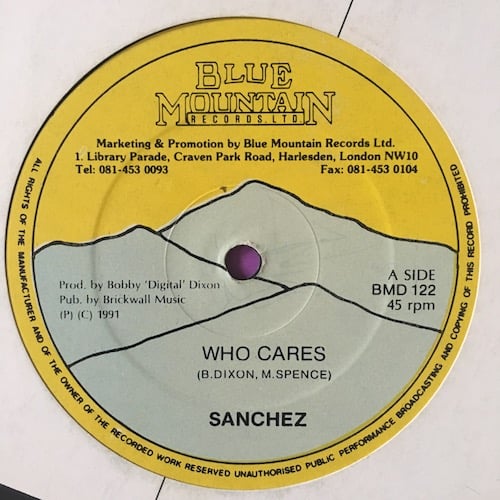 BLUE
MOUNTAIN
RECORDS.LTD.
Marketing & Promotion by Blue Mountain Records Ltd.
1. Library Parade, Craven Park Road, Harlesden, London NW10
Tel: 081-453 0093 Fax: 081-453 0104
Prod. by Bobby 'Digital' Dixon
Pub. by Brickwall Music
(P) (C) 1991
A SIDE
BMD 122
45 rpm
WHO CARES
(B.DIXON, M.SPENCE)
SANCHEZ
ALL RIGHTS OF THE MANUFACTURER AND OF THE OWNER OF THE RECORDED WORK RESERVED UNAUTHORISED PUBLIC PERFORMANCE BROADCASTING AND COPYING OF THIS RECORD PROHIBITED